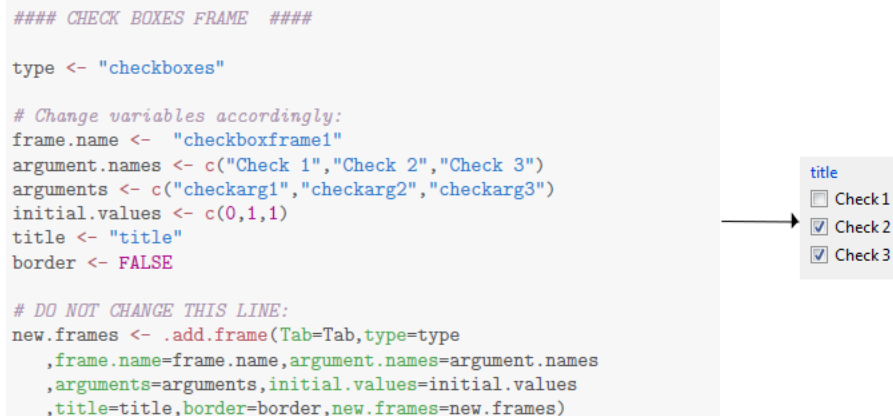 #### CHECK BOXES FRAME  ####
type <- "checkboxes"
# Change variables accordingly:
frame.name <-  "checkboxframe1"
argument.names <- c("Check 1","Check 2","Check 3")
arguments <- c("checkarg1","checkarg2","checkarg3")
initial.values <- c(0,1,1)
title <- "title"
border <- FALSE
# DO NOT CHANGE THIS LINE:
new.frames <- .add.frame(Tab=Tab,type=type
,frame.name=frame.name,argument.names=argument.names
,arguments=arguments,initial.values=initial.values
,title=title,border=border,new.frames=new.frames)
title
Check 1
Check 2
Check 3